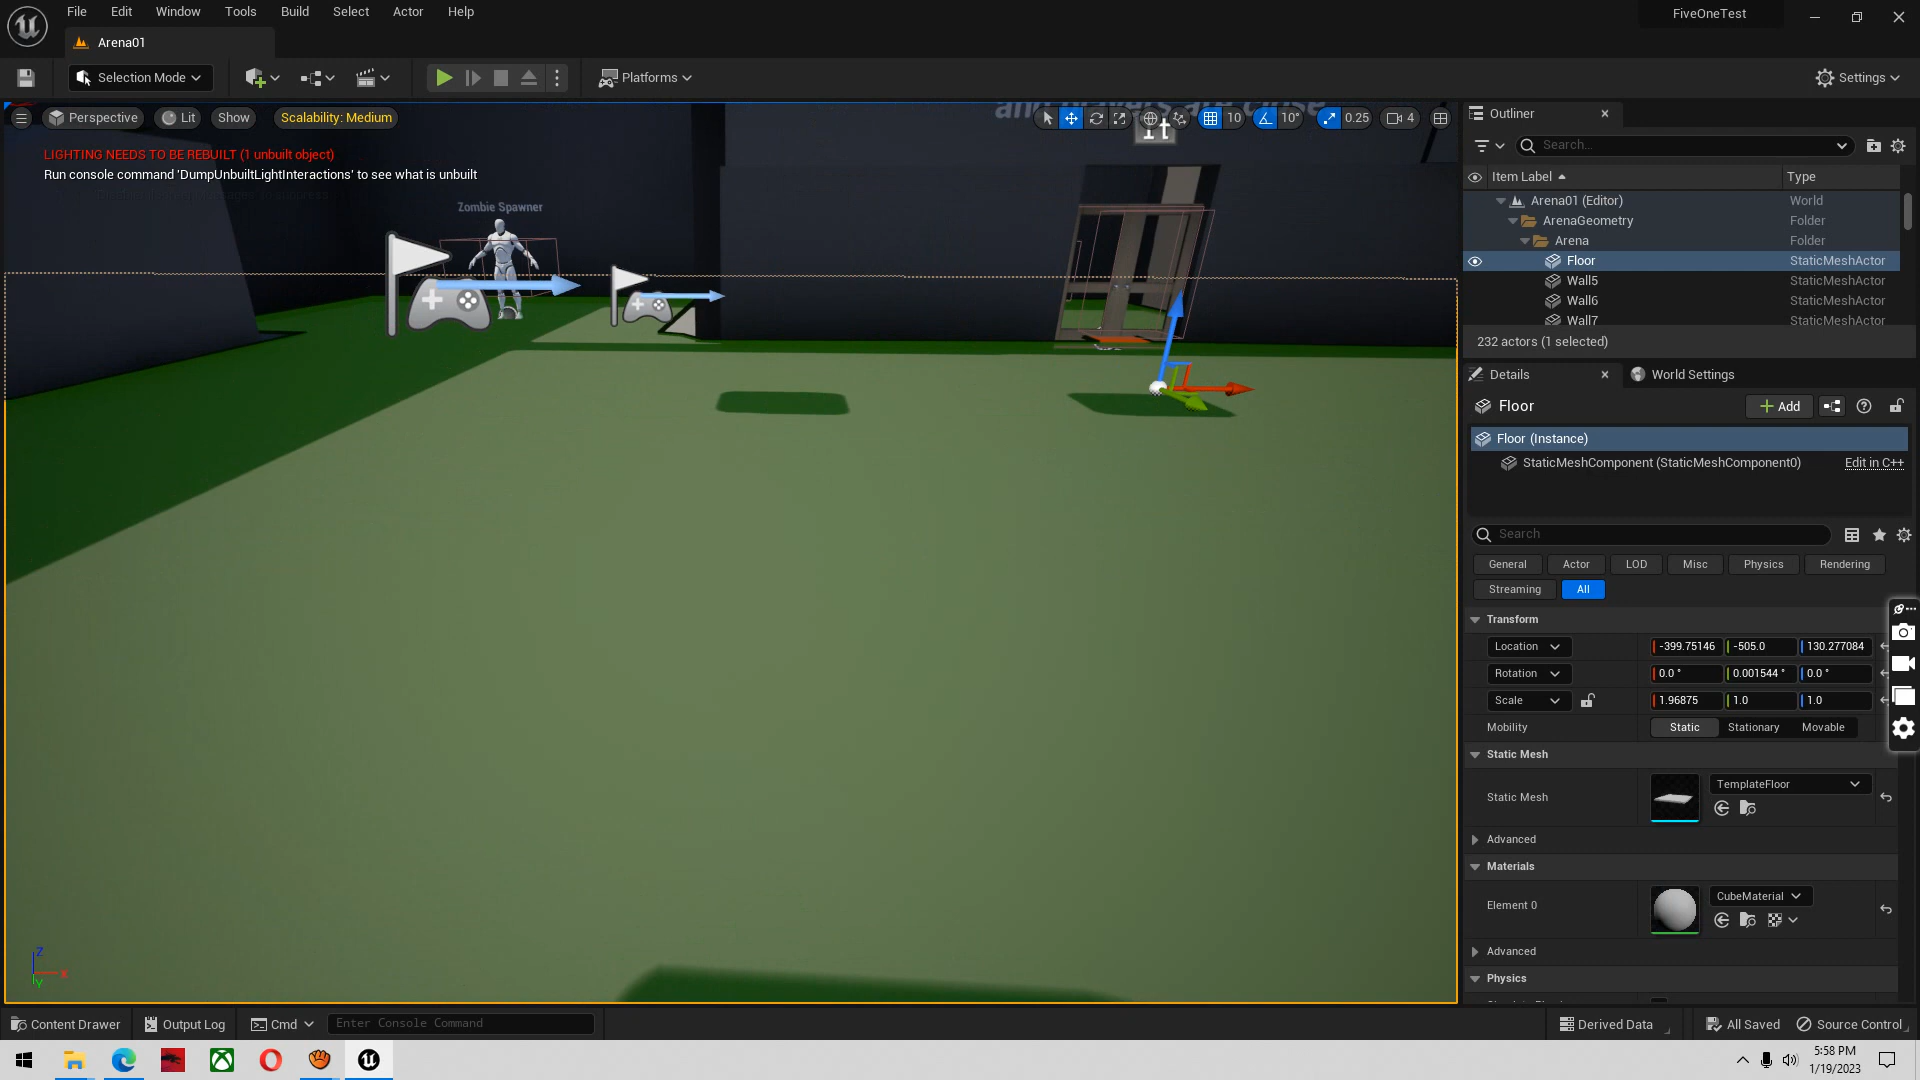 File Edit Window Tools Build Select Actor Help
FiveOneTest
Arena01
Selection Mode
Platforms
Settings
Perspective Lit Show Scalability: Medium
10 10° 0.25 4
and players are close
It
LIGHTING NEEDS TO BE REBUILT (1 unbuilt object)
Run console command 'DumpUnbuiltLightInteractions' to see what is unbuilt
Zombie Spawner
Z
X
Y
Outliner
Search...
Item Label Type
Arena01 (Editor) World
ArenaGeometry Folder
Arena Folder
Floor StaticMeshActor
Wall5 StaticMeshActor
Wall6 StaticMeshActor
Wall7 StaticMeshActor
232 actors (1 selected)
Details World Settings
Floor
Add
Floor (Instance)
StaticMeshComponent (StaticMeshComponent0) Edit in C++
Search
General Actor LOD Misc Physics Rendering
Streaming All
Transform
Location -399.75146 -505.0 130.277084
Rotation 0.0 ° 0.001544 ° 0.0 °
Scale 1.96875 1.0 1.0
Mobility Static Stationary Movable
Static Mesh
Static Mesh TemplateFloor
Advanced
Materials
Element 0 CubeMaterial
Advanced
Physics
Content Drawer Output Log Cmd Enter Console Command
Derived Data All Saved Source Control
5:58 PM
1/19/2023